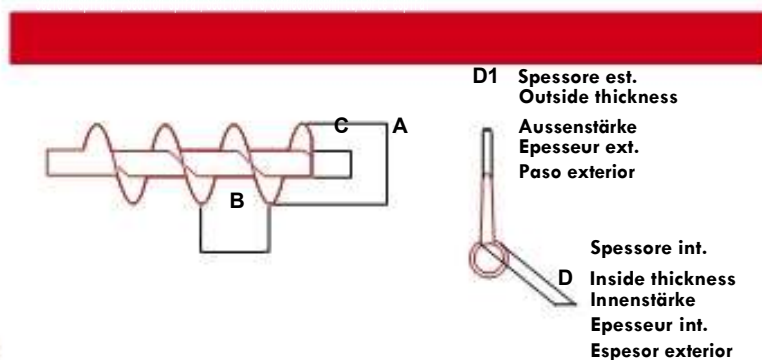 D1 Spessore est.
Outside thickness
Aussenstärke
Epesseur ext.
Paso exterior
C A
B
Spessore int.
D Inside thickness
Innenstärke
Epesseur int.
Espesor exterior